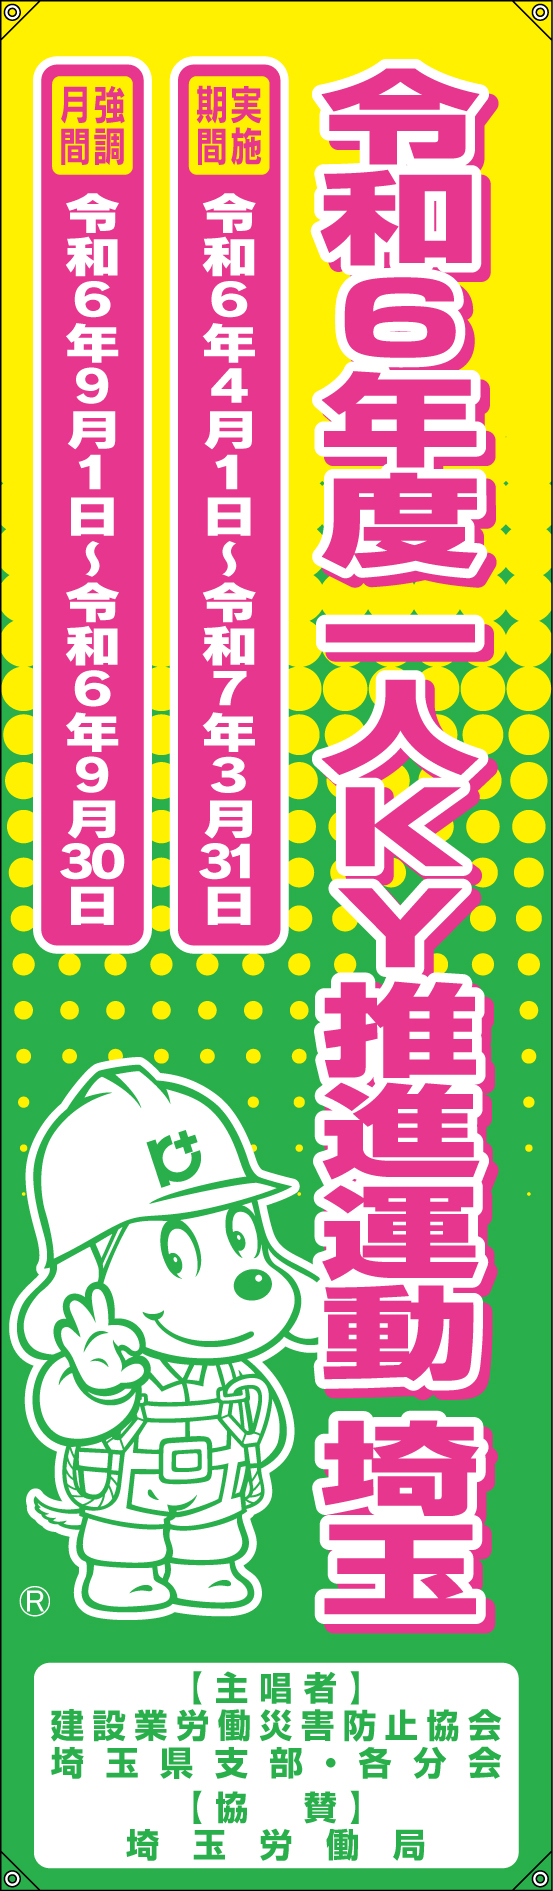 令和6年度 一人KY推進運動 埼玉
実施期間
令和6年4月1日〜令和7年3月31日
強調月間
令和6年9月1日〜令和6年9月30日
®
【主唱者】
建設業労働災害防止協会
埼玉県支部・各分会
【協 賛】
埼玉労働局